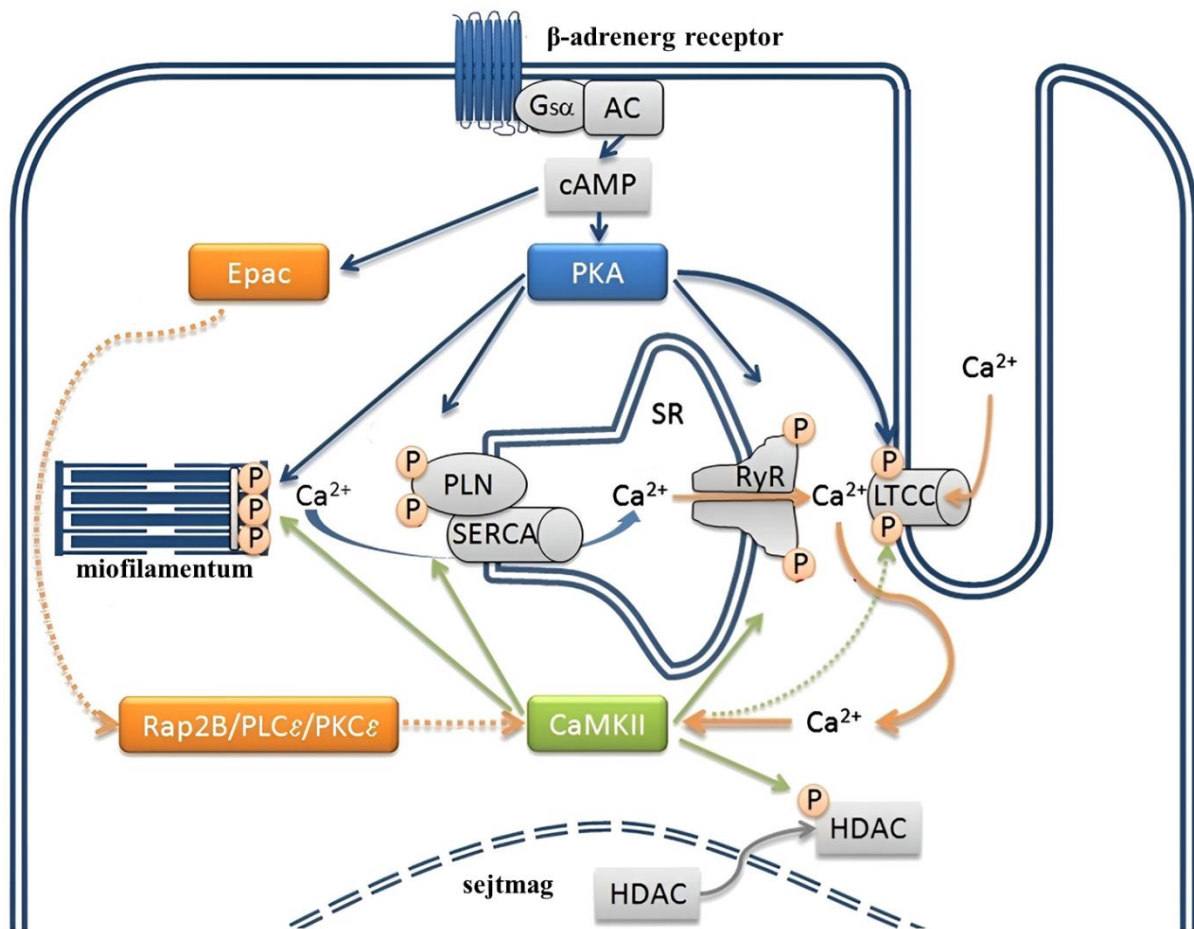 β-adrenerg receptor
Gsα
AC
cAMP
Epac
PKA
Ca²⁺
SR
P
P
P
RyR
P
PLN
LTCC
P
Ca²⁺
Ca²⁺
Ca²⁺
P
P
P
SERCA
P
P
miofilamentum
Rap2B/PLCε/PKCε
CaMKII
Ca²⁺
P
HDAC
sejtmag
HDAC